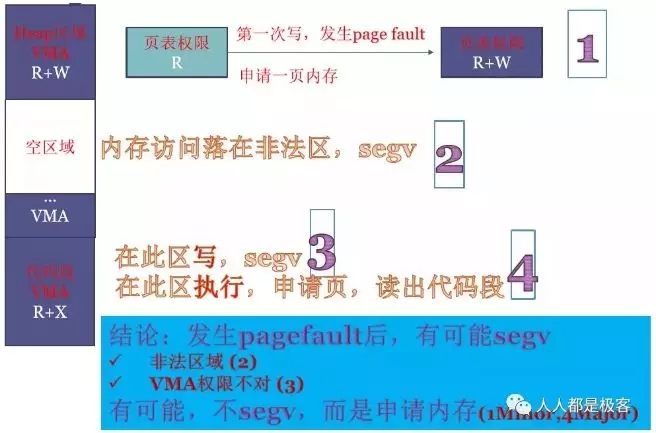 Heap区域
VMA
R+W
页表权限
R
第一次写，发生page fault
申请一页内存
页表权限
R+W
1
空区域
内存访问落在非法区，segv
2
...
VMA
代码段
VMA
R+X
在此区写，segv
3
在此区执行，申请页，读出代码段
4
结论：发生pagefault后，有可能segv
✓ 非法区域 (2)
✓ VMA权限不对 (3)
有可能，不segv，而是申请内存(1Minor,4Major)
人人都是极客